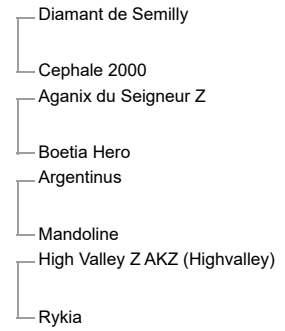 Diamant de Semilly
Cephale 2000
Aganix du Seigneur Z
Boetia Hero
Argentinus
Mandoline
High Valley Z AKZ (Highvalley)
Rykia